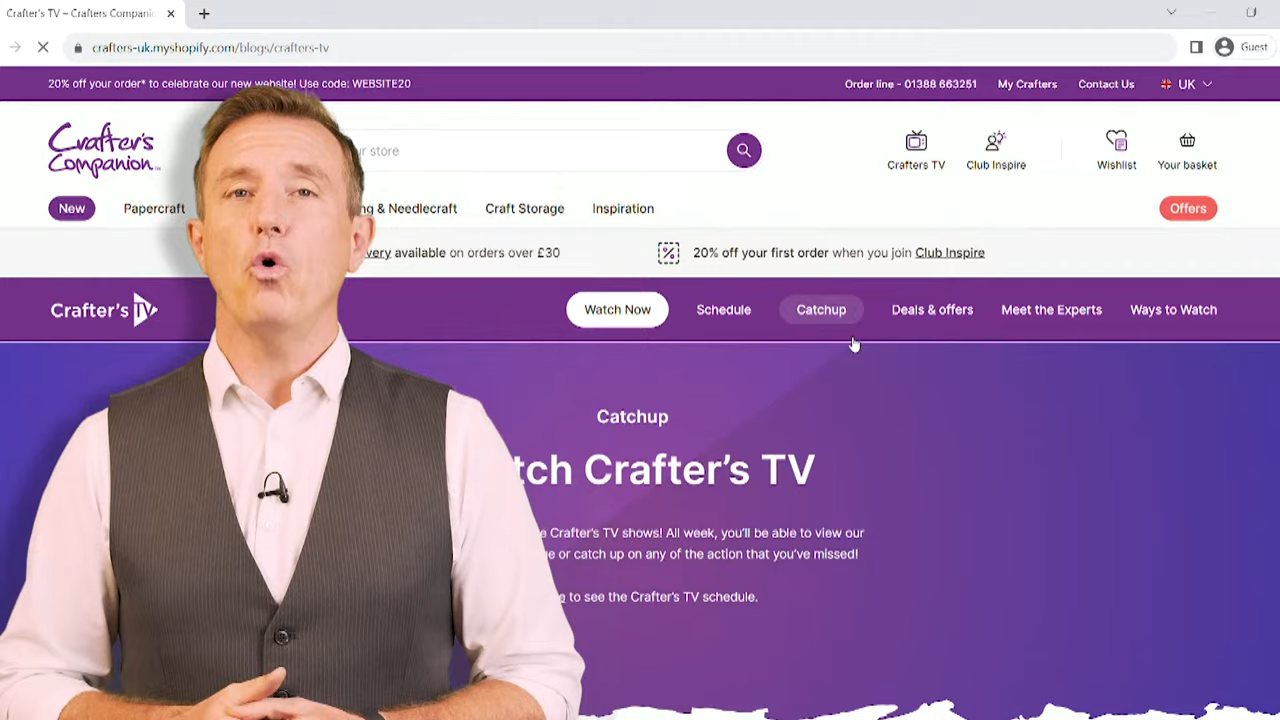 Crafter's TV – Crafters Compani
crafters-uk.myshopify.com/blogs/crafters-tv
Guest
20% off your order* to celebrate our new website! Use code: WEBSITE20
Order line - 01388 663251
My Crafters
Contact Us
UK
Crafter's
Companion
store
Crafters TV
Club Inspire
Wishlist
Your basket
New
Papercraft
& Needlecraft
Craft Storage
Inspiration
Offers
available on orders over £30
20% off your first order when you join Club Inspire
Crafter's TV
Watch Now
Schedule
Catchup
Deals & offers
Meet the Experts
Ways to Watch
Catchup
tch Crafter's TV
Crafter's TV shows! All week, you'll be able to view our
or catch up on any of the action that you've missed!
to see the Crafter's TV schedule.